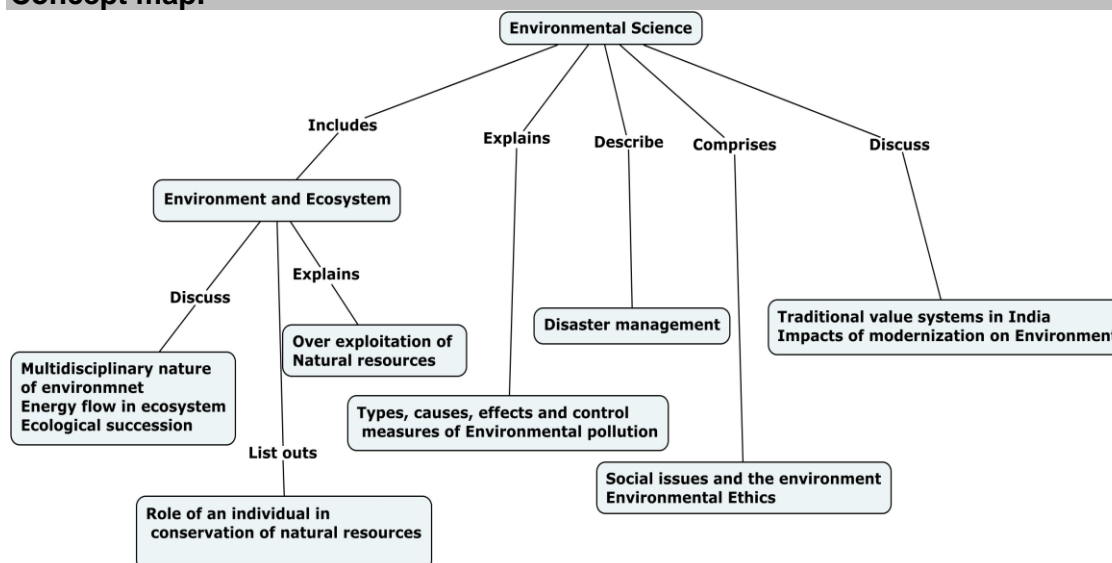 Concept map:
Environmental Science
Includes
Explains
Describe
Comprises
Discuss
Environment and Ecosystem
Discuss
Explains
List outs
Multidisciplinary nature
of environmnet
Energy flow in ecosystem
Ecological succession
Over exploitation of
Natural resources
Role of an individual in
conservation of natural resources
Types, causes, effects and control
measures of Environmental pollution
Disaster management
Social issues and the environment
Environmental Ethics
Traditional value systems in India
Impacts of modernization on Environment